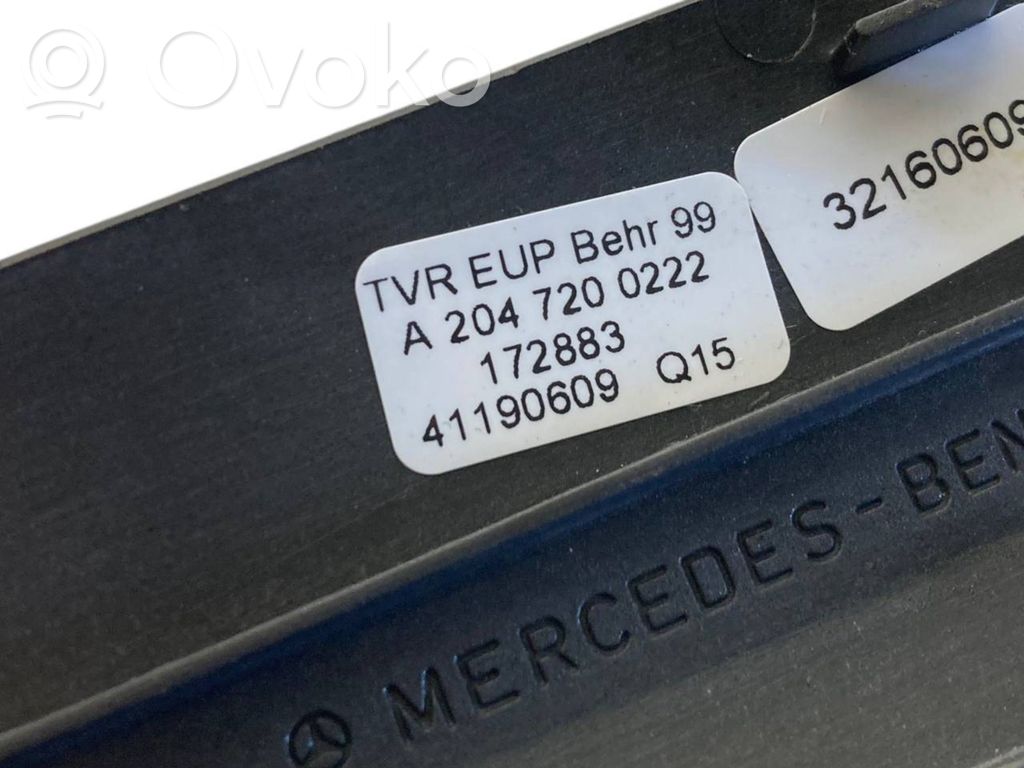 Ovoko
TVR EUP Behr 99
A 204 720 0222
172883
41190609 Q15
32160609
MERCEDES-BEN